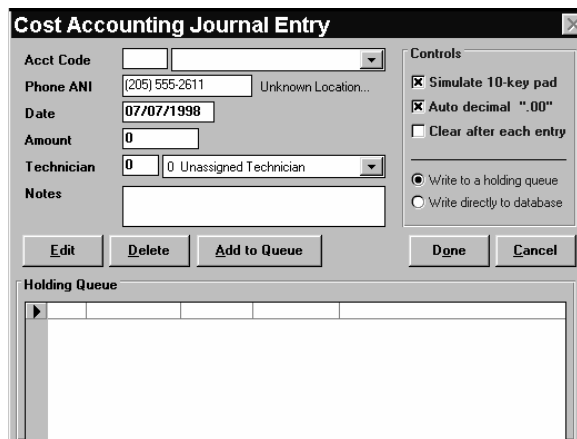 Cost Accounting Journal Entry
Acct Code
Phone ANI (205) 555-2611 Unknown Location...
Date 07/07/1998
Amount 0
Technician 0 0 Unassigned Technician
Notes
Controls
Simulate 10-key pad
Auto decimal ".00"
Clear after each entry
Write to a holding queue
Write directly to database
Edit Delete Add to Queue Done Cancel
Holding Queue